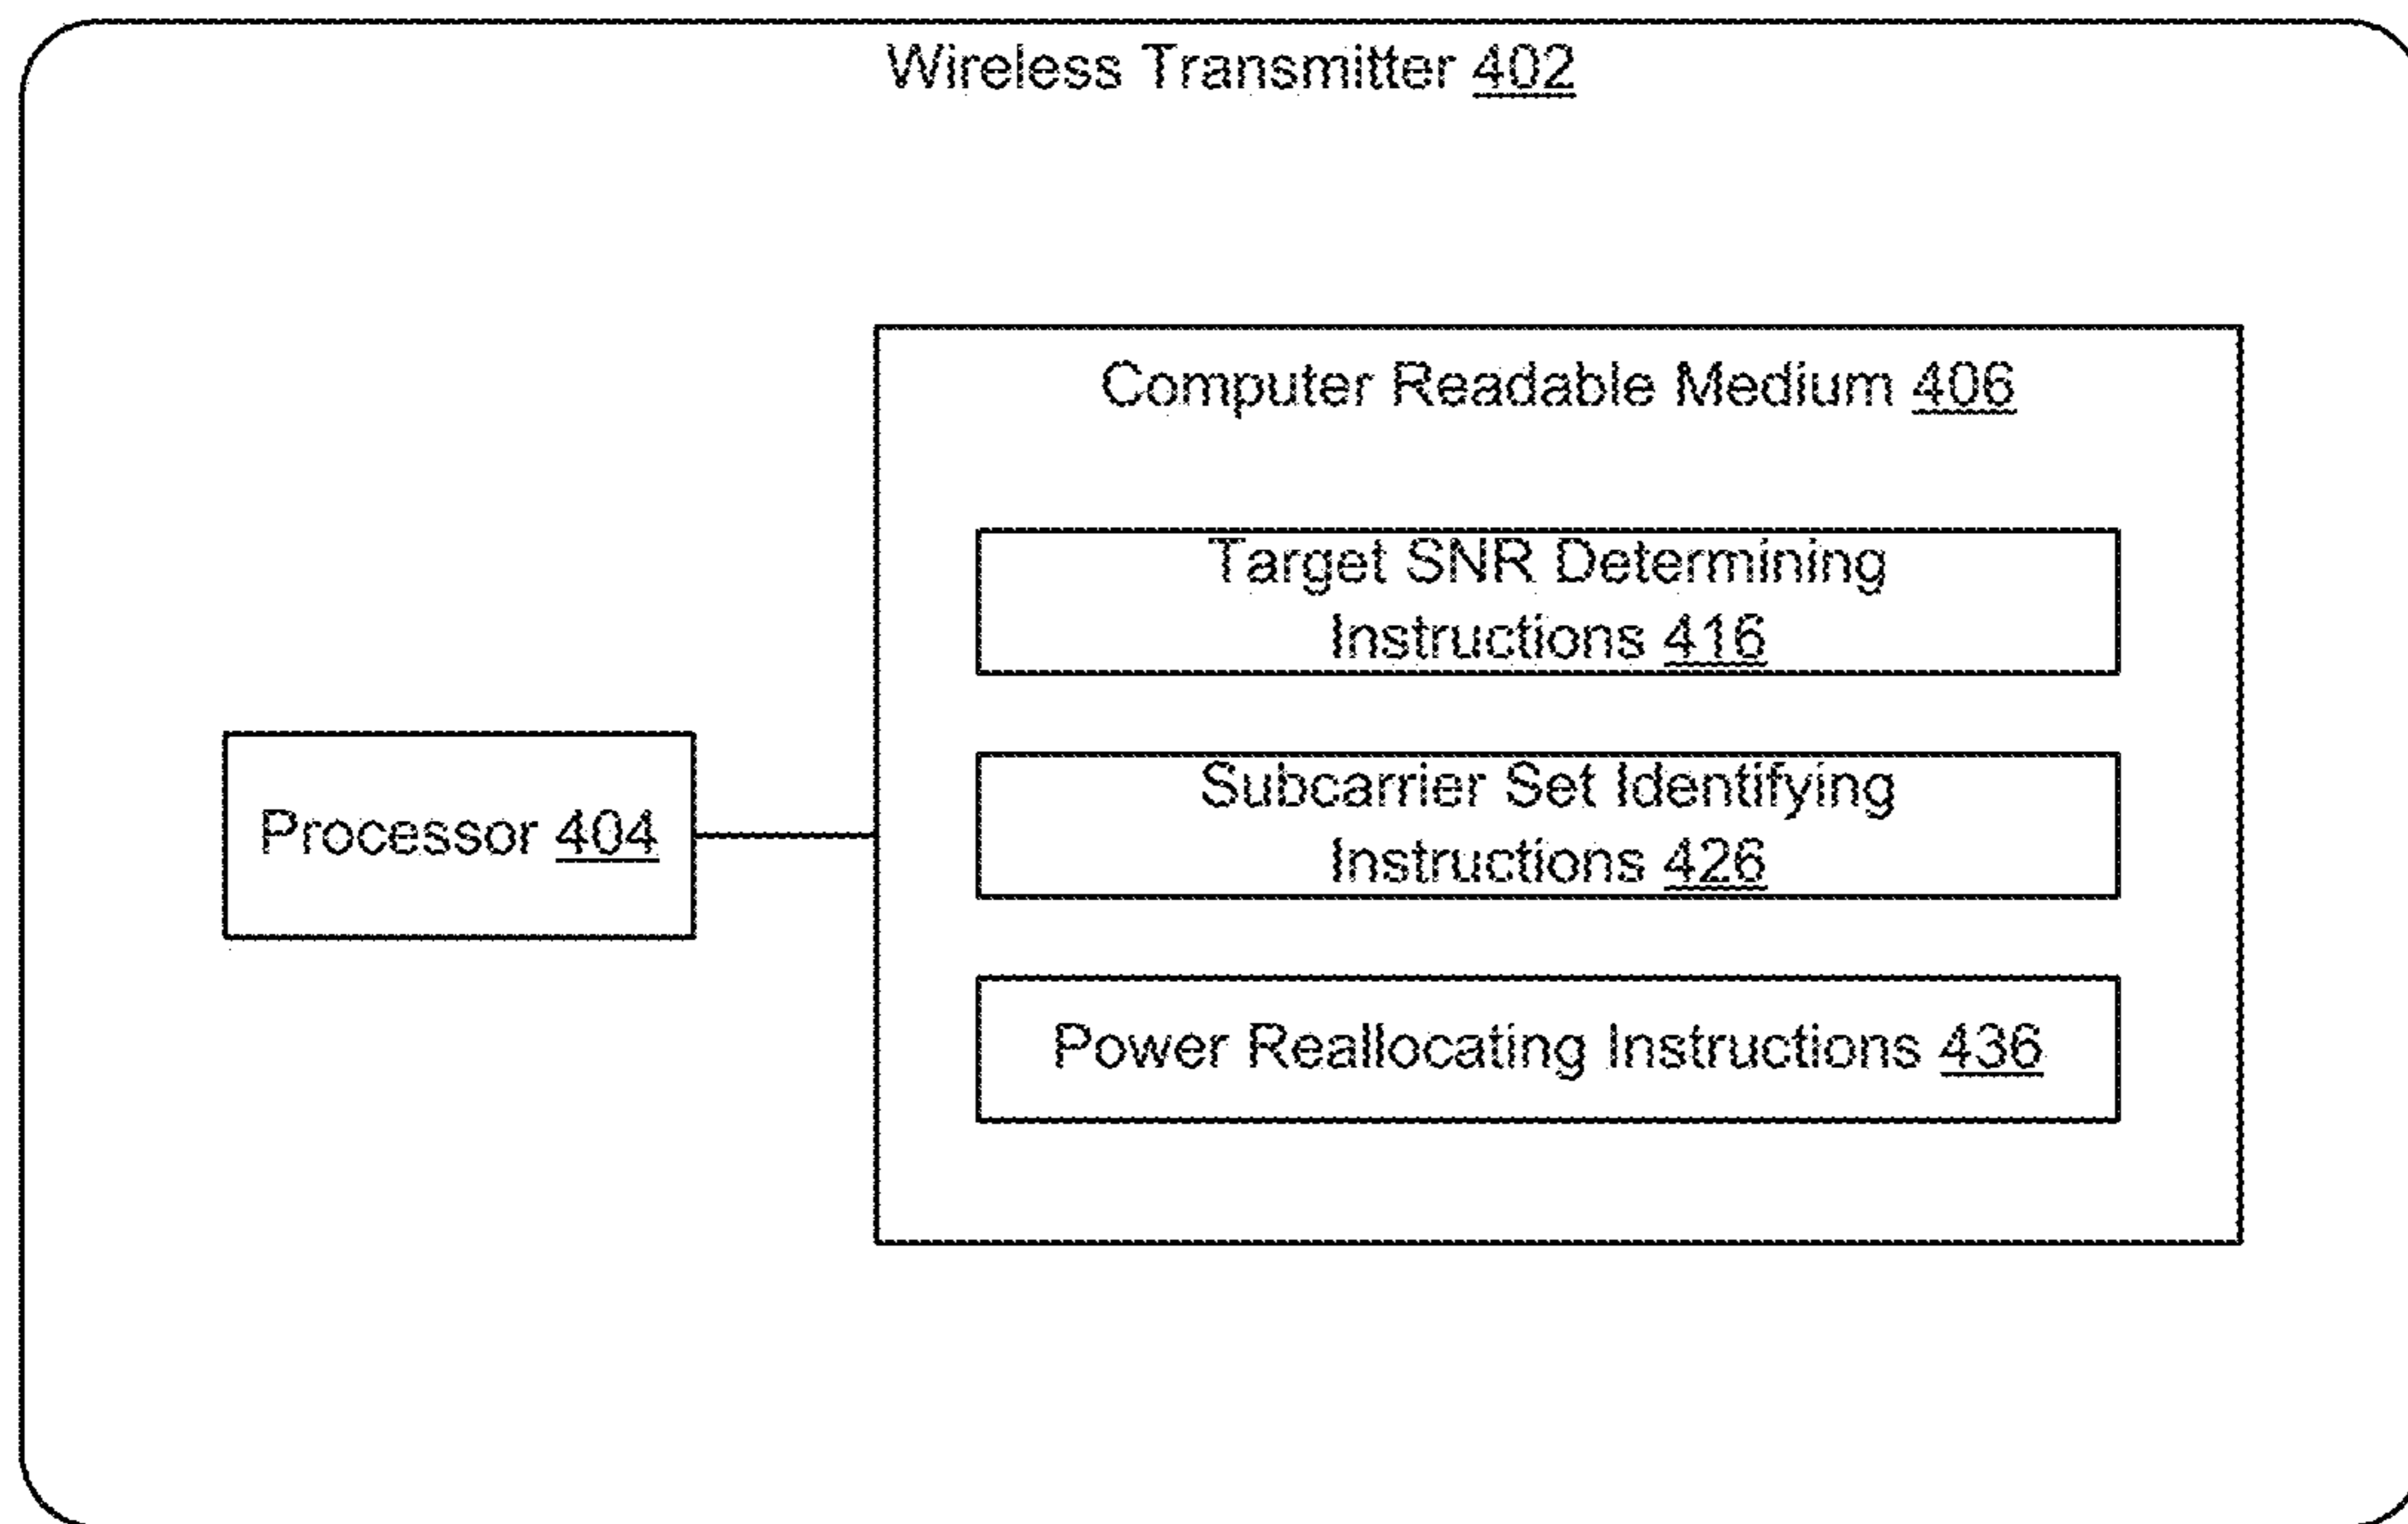 Wireless Transmitter 402
Computer Readable Medium 406
Target SNR Determining
Instructions 416
Subcarrier Set Identifying
Instructions 426
Processor 404
Power Reallocating Instructions 436